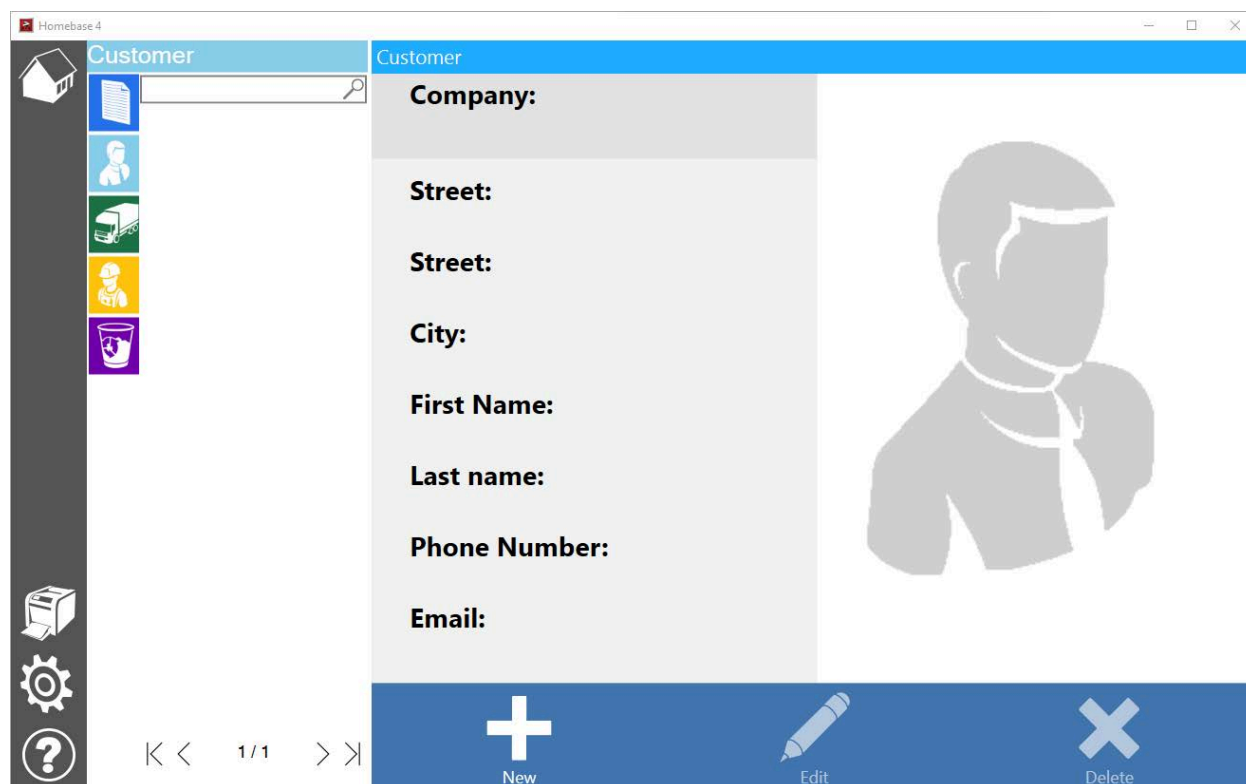 Homebase 4
Customer
Customer
Company:
Street:
Street:
City:
First Name:
Last name:
Phone Number:
Email:
1 / 1
New
Edit
Delete